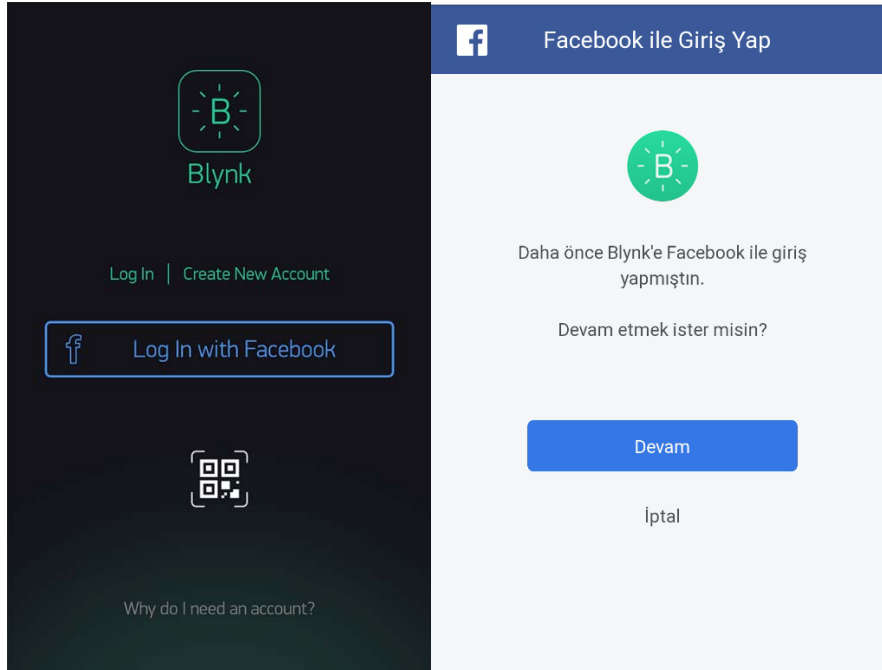 B
Blynk
Log In | Create New Account
f Log In with Facebook
Why do I need an account?
f Facebook ile Giriş Yap
B
Daha önce Blynk'e Facebook ile giriş
yapmıştın.
Devam etmek ister misin?
Devam
İptal